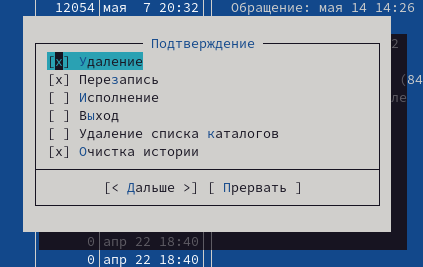 12054 мая 7 20:32 Обращение: мая 14 14:26
Подтверждение
2
[x] Удаление
[x] Перезапись
(84
[ ] Исполнение
ле
[ ] Выход
[ ] Удаление списка каталогов
[x] Очистка истории
[< Дальше >] [ Прервать ]
0 апр 22 18:40
0 апр 22 18:40